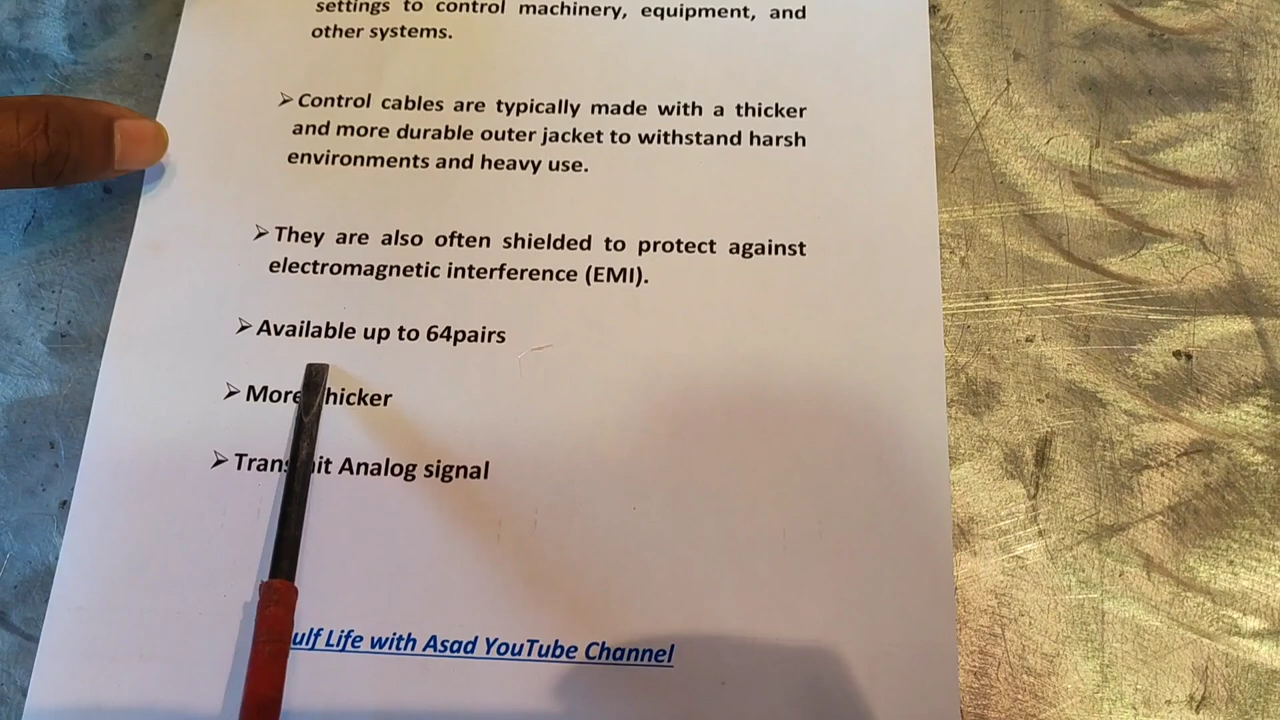 settings to control machinery, equipment, and
other systems.
➢Control cables are typically made with a thicker
and more durable outer jacket to withstand harsh
environments and heavy use.
➢They are also often shielded to protect against
electromagnetic interference (EMI).
➢Available up to 64pairs
➢More hicker
➢Transmit Analog signal
ulf Life with Asad YouTube Channel